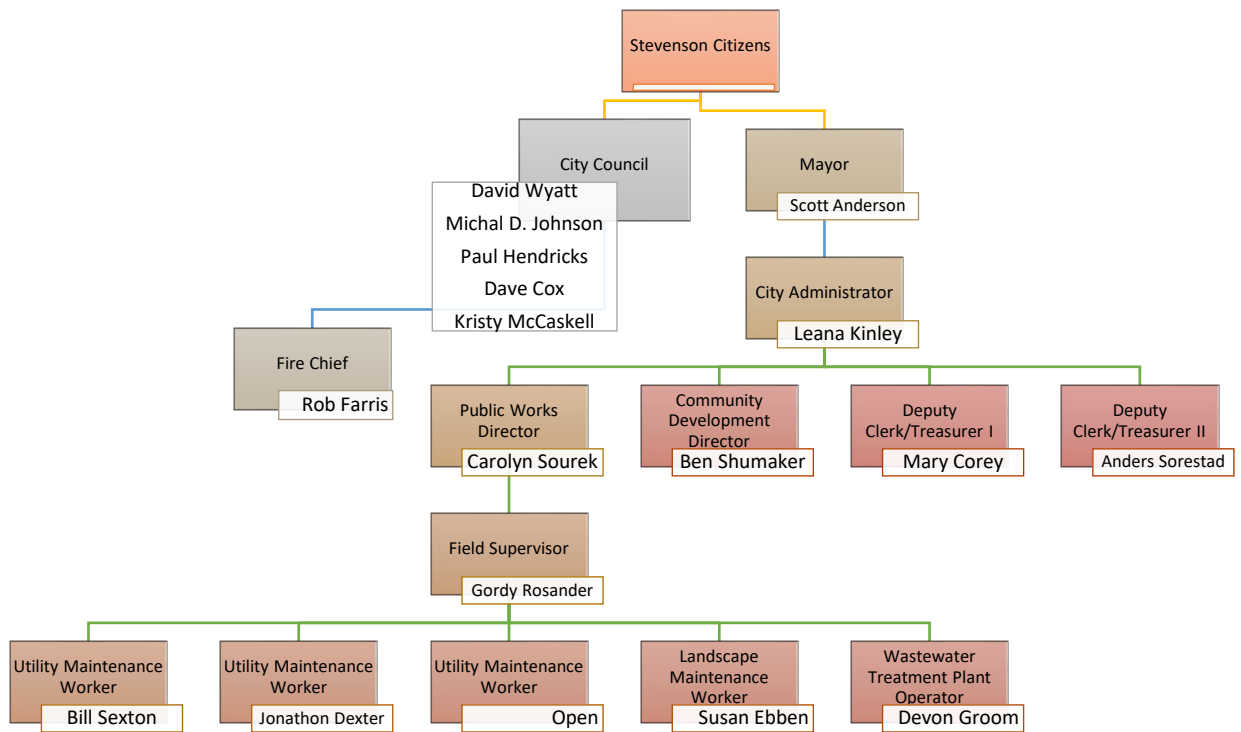 Stevenson Citizens
City Council
David Wyatt
Michal D. Johnson
Paul Hendricks
Dave Cox
Kristy McCaskell
Mayor
Scott Anderson
City Administrator
Leana Kinley
Fire Chief
Rob Farris
Public Works
Director
Carolyn Sourek
Community
Development
Director
Ben Shumaker
Deputy
Clerk/Treasurer I
Mary Corey
Deputy
Clerk/Treasurer II
Anders Sorestad
Field Supervisor
Gordy Rosander
Utility Maintenance
Worker
Bill Sexton
Utility Maintenance
Worker
Jonathon Dexter
Utility Maintenance
Worker
Open
Landscape
Maintenance
Worker
Susan Ebben
Wastewater
Treatment Plant
Operator
Devon Groom